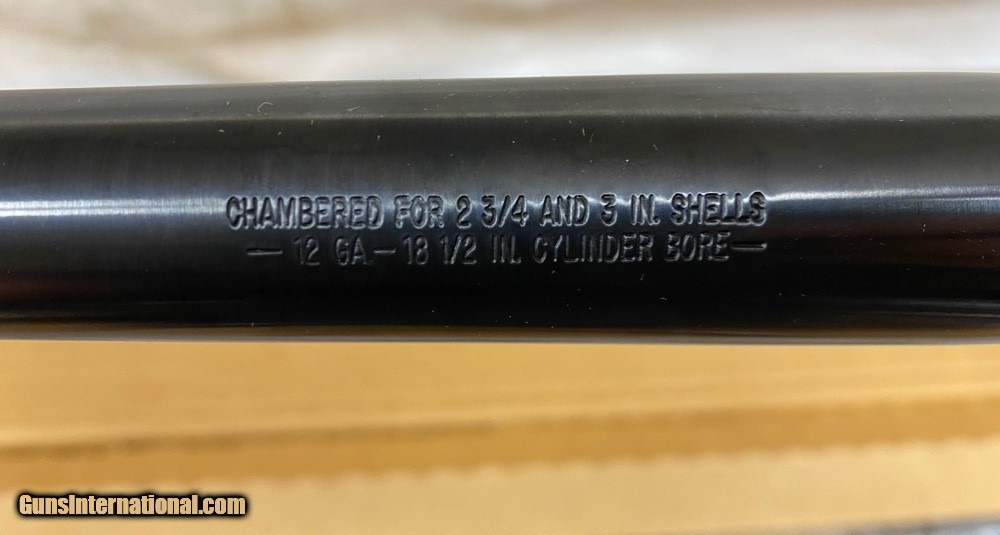 CHAMBERED FOR 2 3/4 AND 3 IN. SHELLS
— 12 GA. — 18 1/2 IN. CYLINDER BORE —
GunsInternational.com